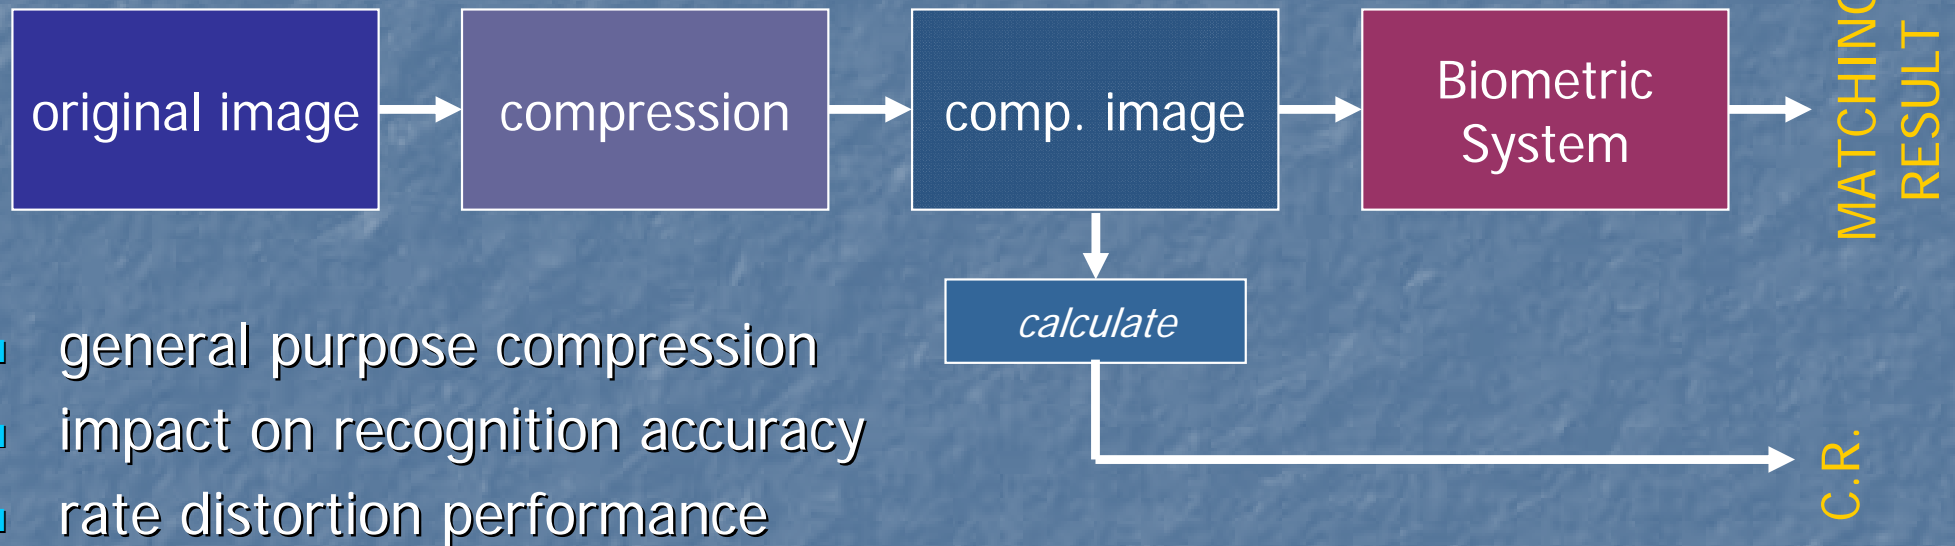 original image
compression
comp. image
Biometric
System
MATCHING
RESULT
calculate
general purpose compression
impact on recognition accuracy
rate distortion performance
C.R.